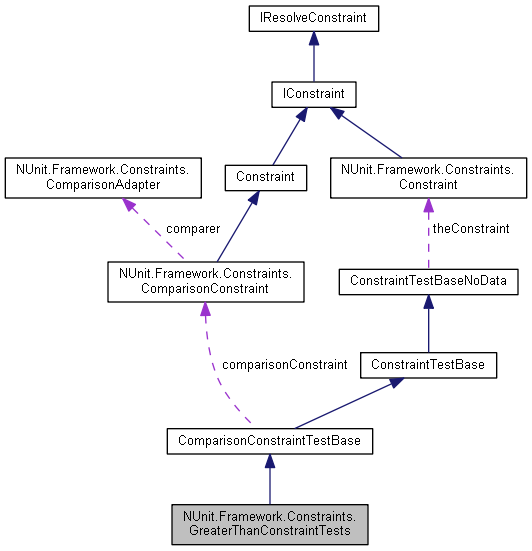 IResolveConstraint
IConstraint
NUnit.Framework.Constraints.
ComparisonAdapter
Constraint
NUnit.Framework.Constraints.
Constraint
comparer
theConstraint
NUnit.Framework.Constraints.
ComparisonConstraint
ConstraintTestBaseNoData
comparisonConstraint
ConstraintTestBase
ComparisonConstraintTestBase
NUnit.Framework.Constraints.
GreaterThanConstraintTests